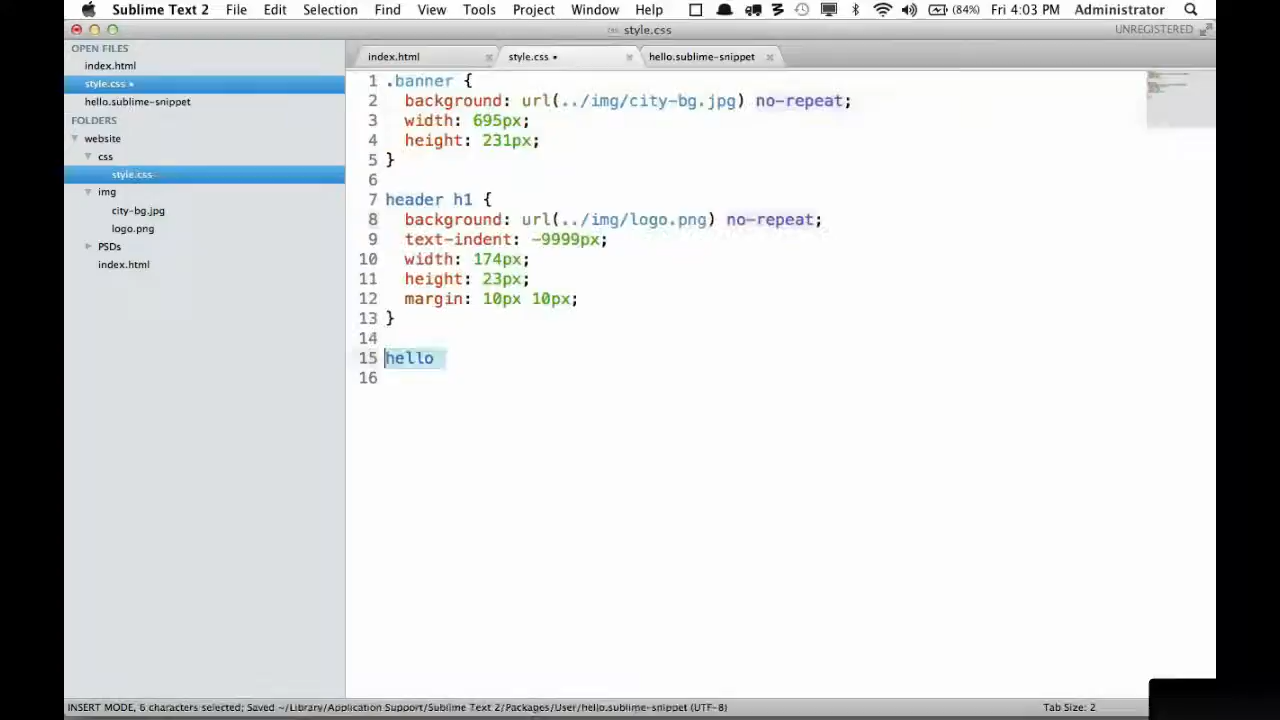 Sublime Text 2 File Edit Selection Find View Tools Project Window Help (84%) Fri 4:03 PM Administrator
style.css
UNREGISTERED
OPEN FILES
index.html
style.css
hello.sublime-snippet
FOLDERS
website
css
style.css
img
city-bg.jpg
logo.png
PSDs
index.html
index.html style.css • hello.sublime-snippet
1 .banner {
2 background: url(../img/city-bg.jpg) no-repeat;
3 width: 695px;
4 height: 231px;
5 }
6
7 header h1 {
8 background: url(../img/logo.png) no-repeat;
9 text-indent: -9999px;
10 width: 174px;
11 height: 23px;
12 margin: 10px 10px;
13 }
14
15 hello
16
INSERT MODE, 6 characters selected; Saved ~/Library/Application Support/Sublime Text 2/Packages/User/hello.sublime-snippet (UTF-8) Tab Size: 2